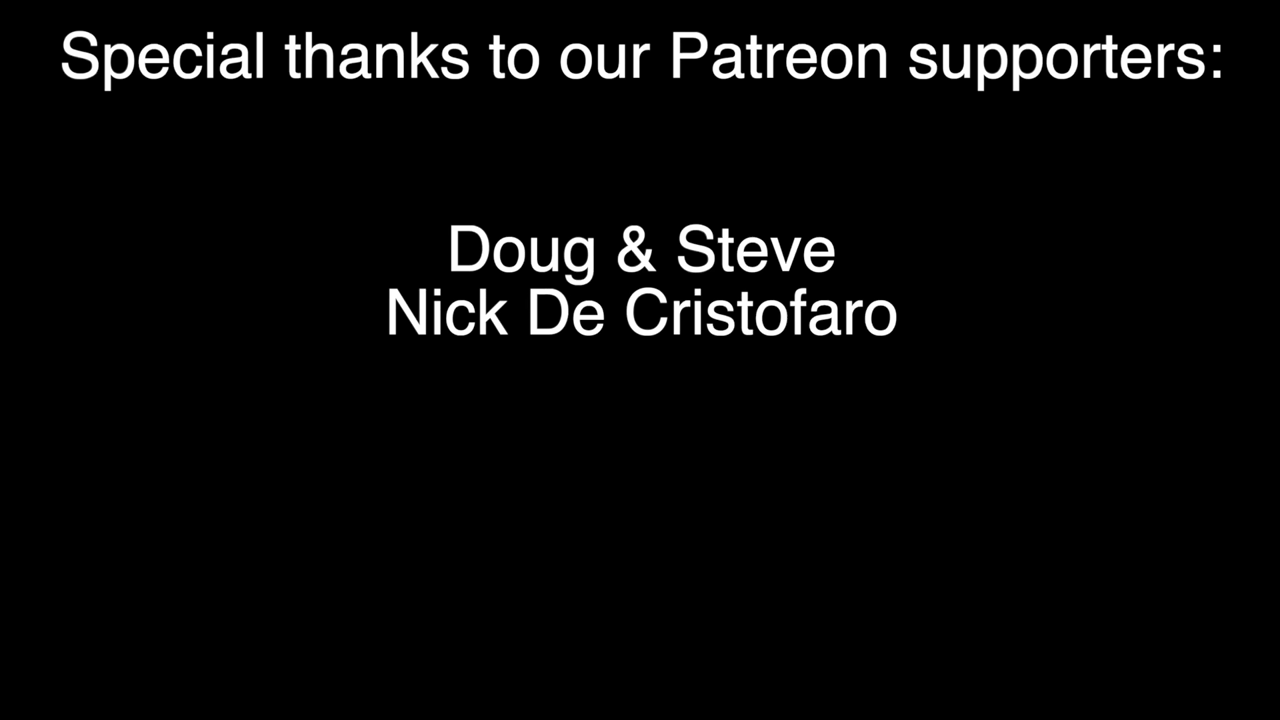 Special thanks to our Patreon supporters:
Doug & Steve
Nick De Cristofaro